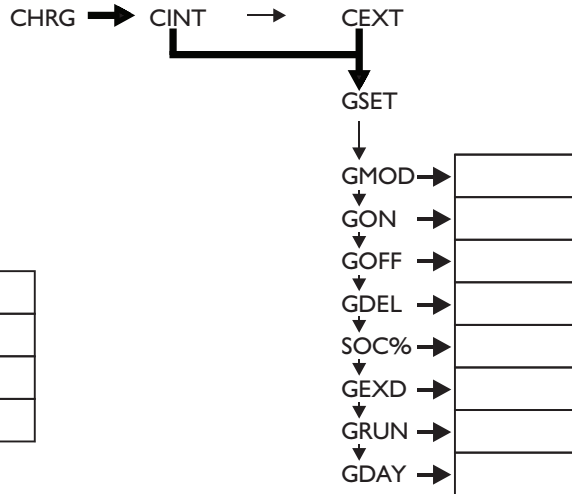 CHRG CINT CEXT
GSET
GMOD
GON
GOFF
GDEL
SOC%
GEXD
GRUN
GDAY